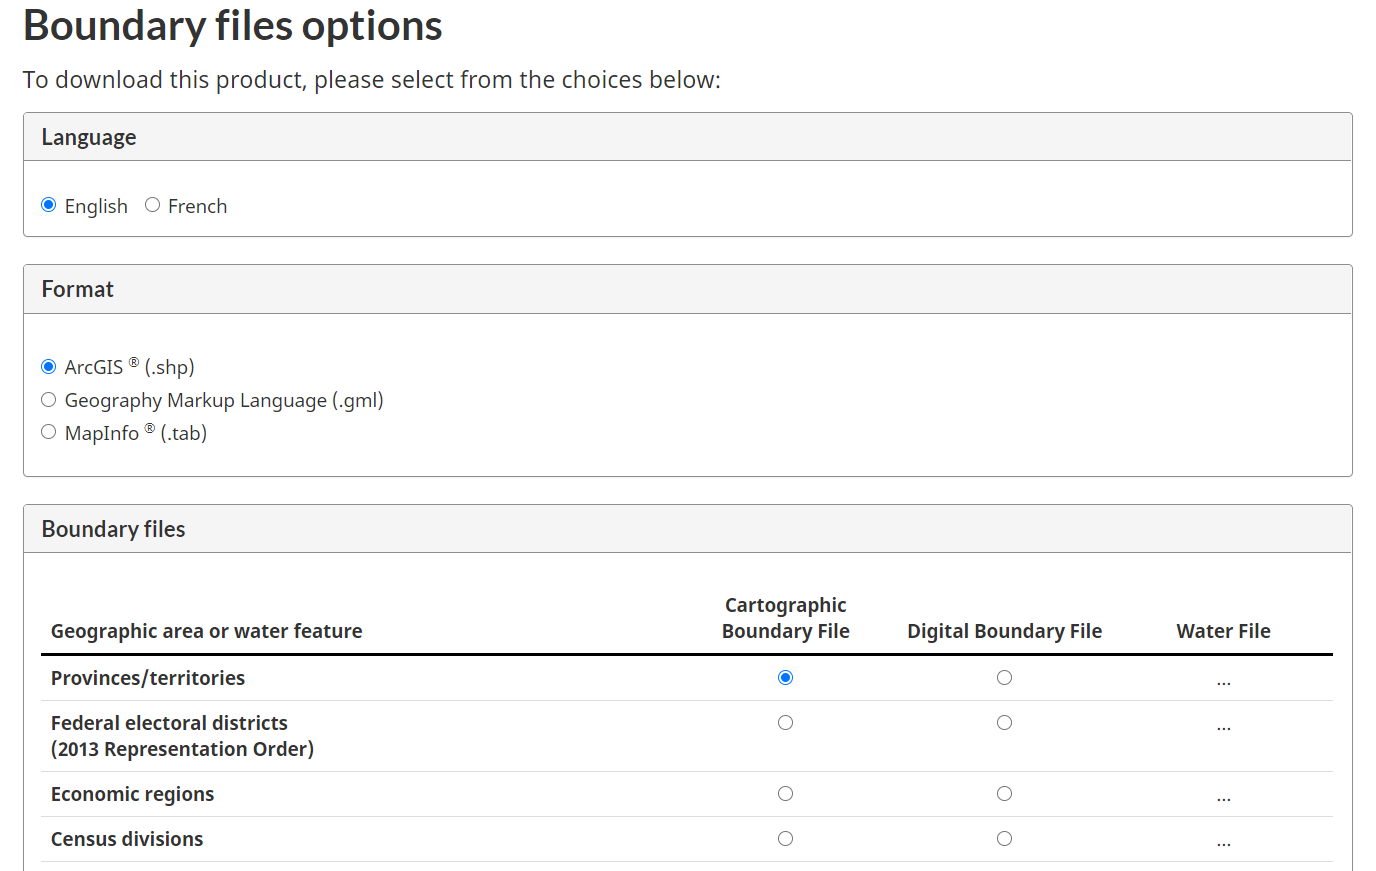 Boundary files options
To download this product, please select from the choices below:
Language
English French
Format
ArcGIS ® (.shp)
Geography Markup Language (.gml)
MapInfo ® (.tab)
Boundary files
Geographic area or water feature Cartographic Boundary File Digital Boundary File Water File
Provinces/territories ...
Federal electoral districts
(2013 Representation Order) ...
Economic regions ...
Census divisions ...